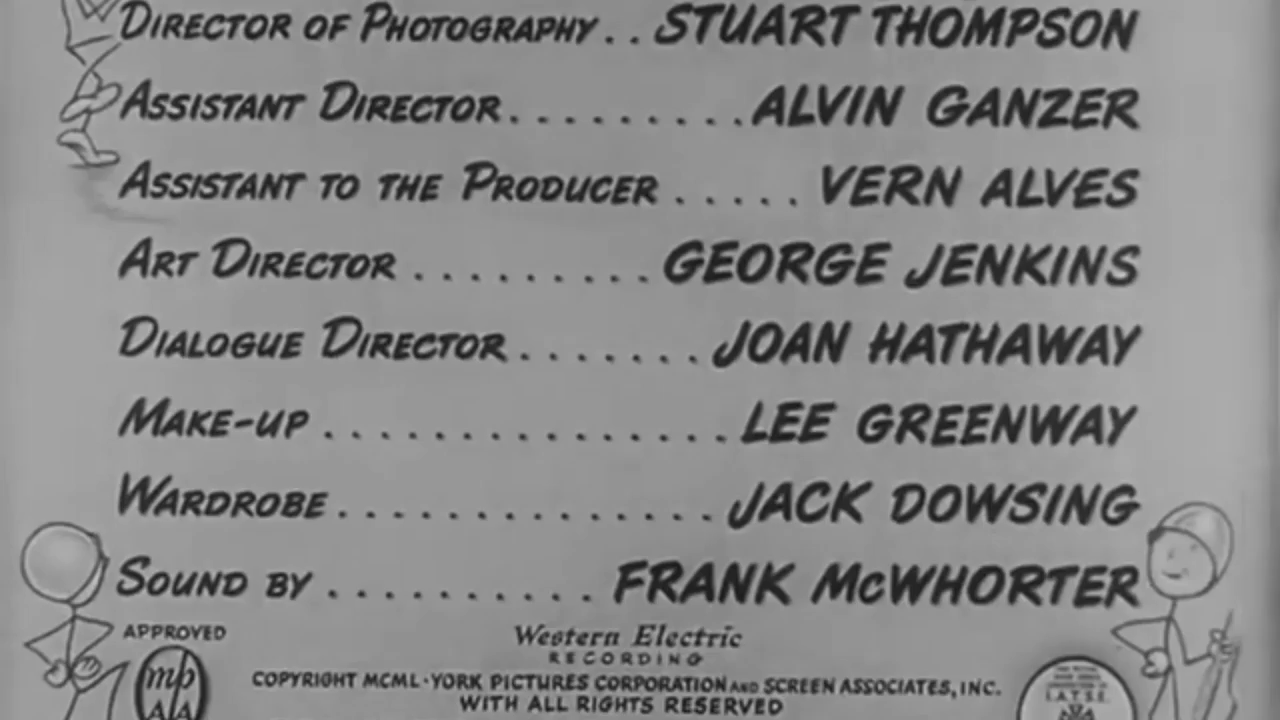 DIRECTOR OF PHOTOGRAPHY . . STUART THOMPSON
ASSISTANT DIRECTOR . . . . . . . . . ALVIN GANZER
ASSISTANT TO THE PRODUCER . . . . . VERN ALVES
ART DIRECTOR . . . . . . . . . GEORGE JENKINS
DIALOGUE DIRECTOR . . . . . . . JOAN HATHAWAY
MAKE-UP . . . . . . . . . . . . . . . LEE GREENWAY
WARDROBE . . . . . . . . . . . . . . JACK DOWSING
SOUND BY . . . . . . . . . . FRANK McWHORTER
APPROVED
Western Electric
RECORDING
COPYRIGHT MCML·YORK PICTURES CORPORATION AND SCREEN ASSOCIATES, INC.
WITH ALL RIGHTS RESERVED
I.A.T.S.E.